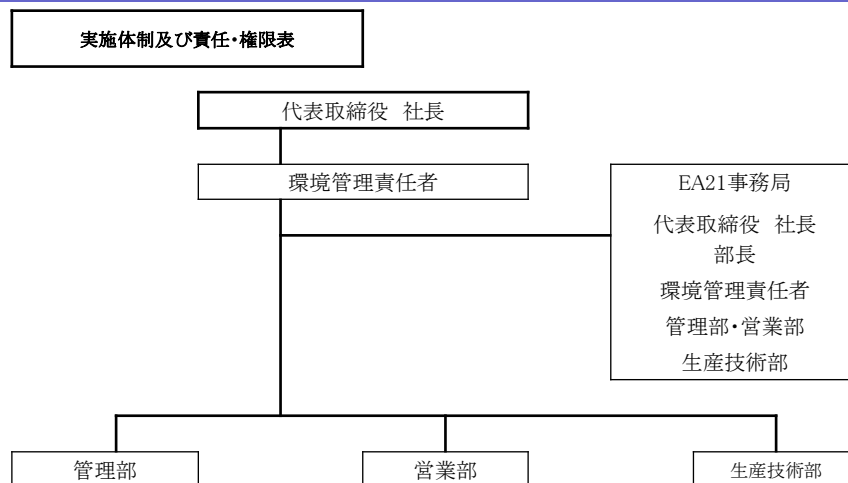 実施体制及び責任・権限表
代表取締役 社長
環境管理責任者
EA21事務局
代表取締役 社長
部長
環境管理責任者
管理部・営業部
生産技術部
管理部
営業部
生産技術部